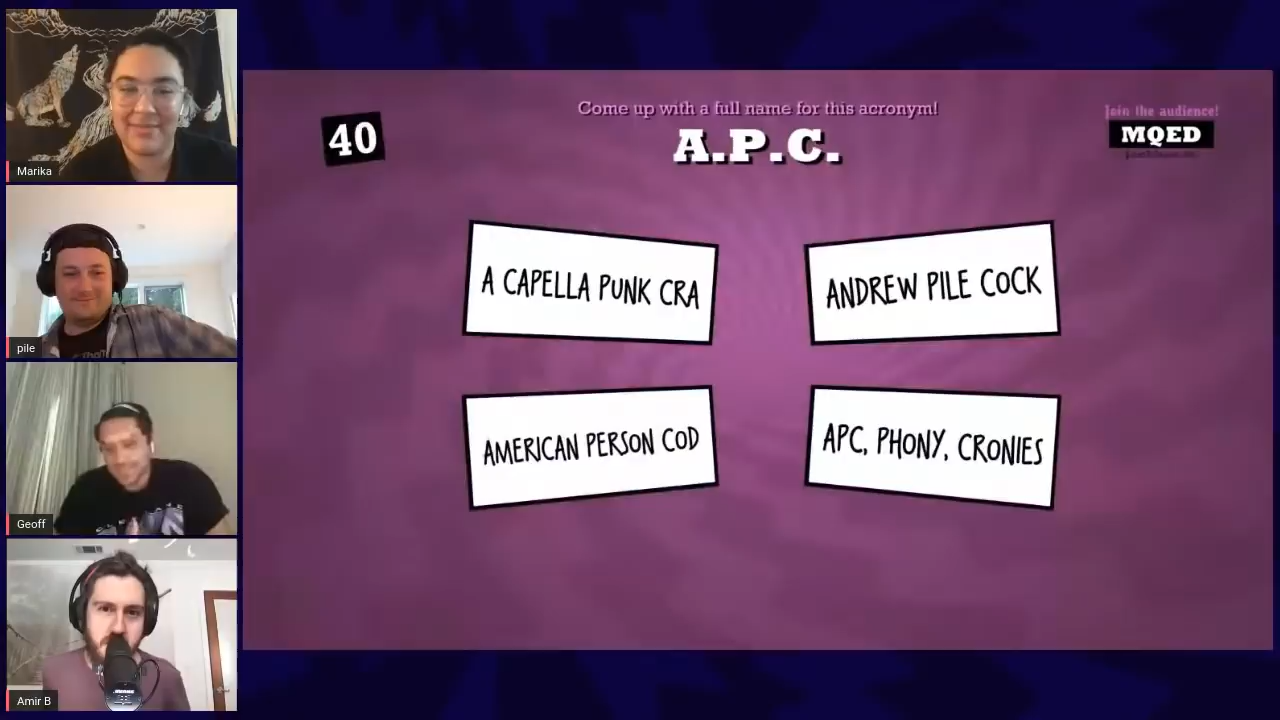 Marika
pile
Geoff
Amir B
40
Come up with a full name for this acronym!
A.P.C.
Join the audience!
MQED
A CAPELLA PUNK CRA
ANDREW PILE COCK
AMERICAN PERSON COD
APC, PHONY, CRONIES